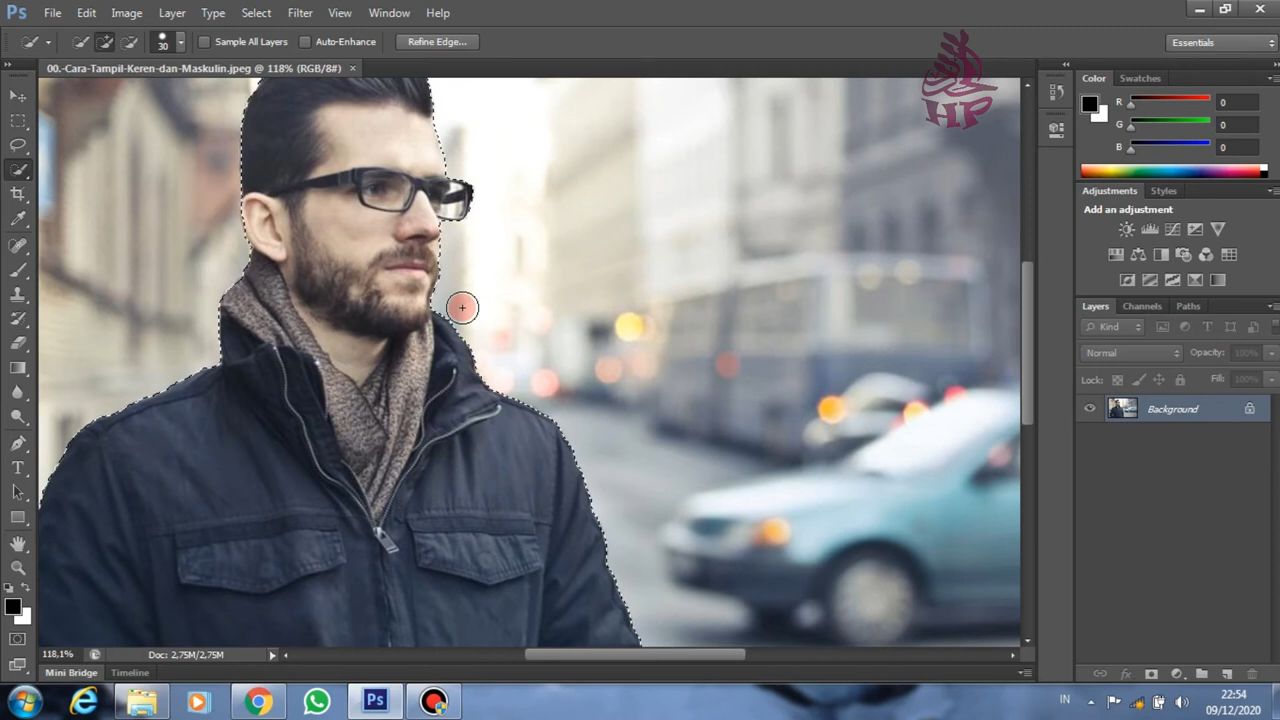 Ps File Edit Image Layer Type Select Filter View Window Help
30 Sample All Layers Auto-Enhance Refine Edge... Essentials
00.-Cara-Tampil-Keren-dan-Maskulin.jpeg @ 118% (RGB/8#) ×
HP
Color Swatches
R 0
G 0
B 0
Adjustments Styles
Add an adjustment
Layers Channels Paths
Kind
Normal Opacity: 100%
Lock: Fill: 100%
Background
118,1% Doc: 2,75M/2,75M
Mini Bridge Timeline
Ps IN 22:54
09/12/2020